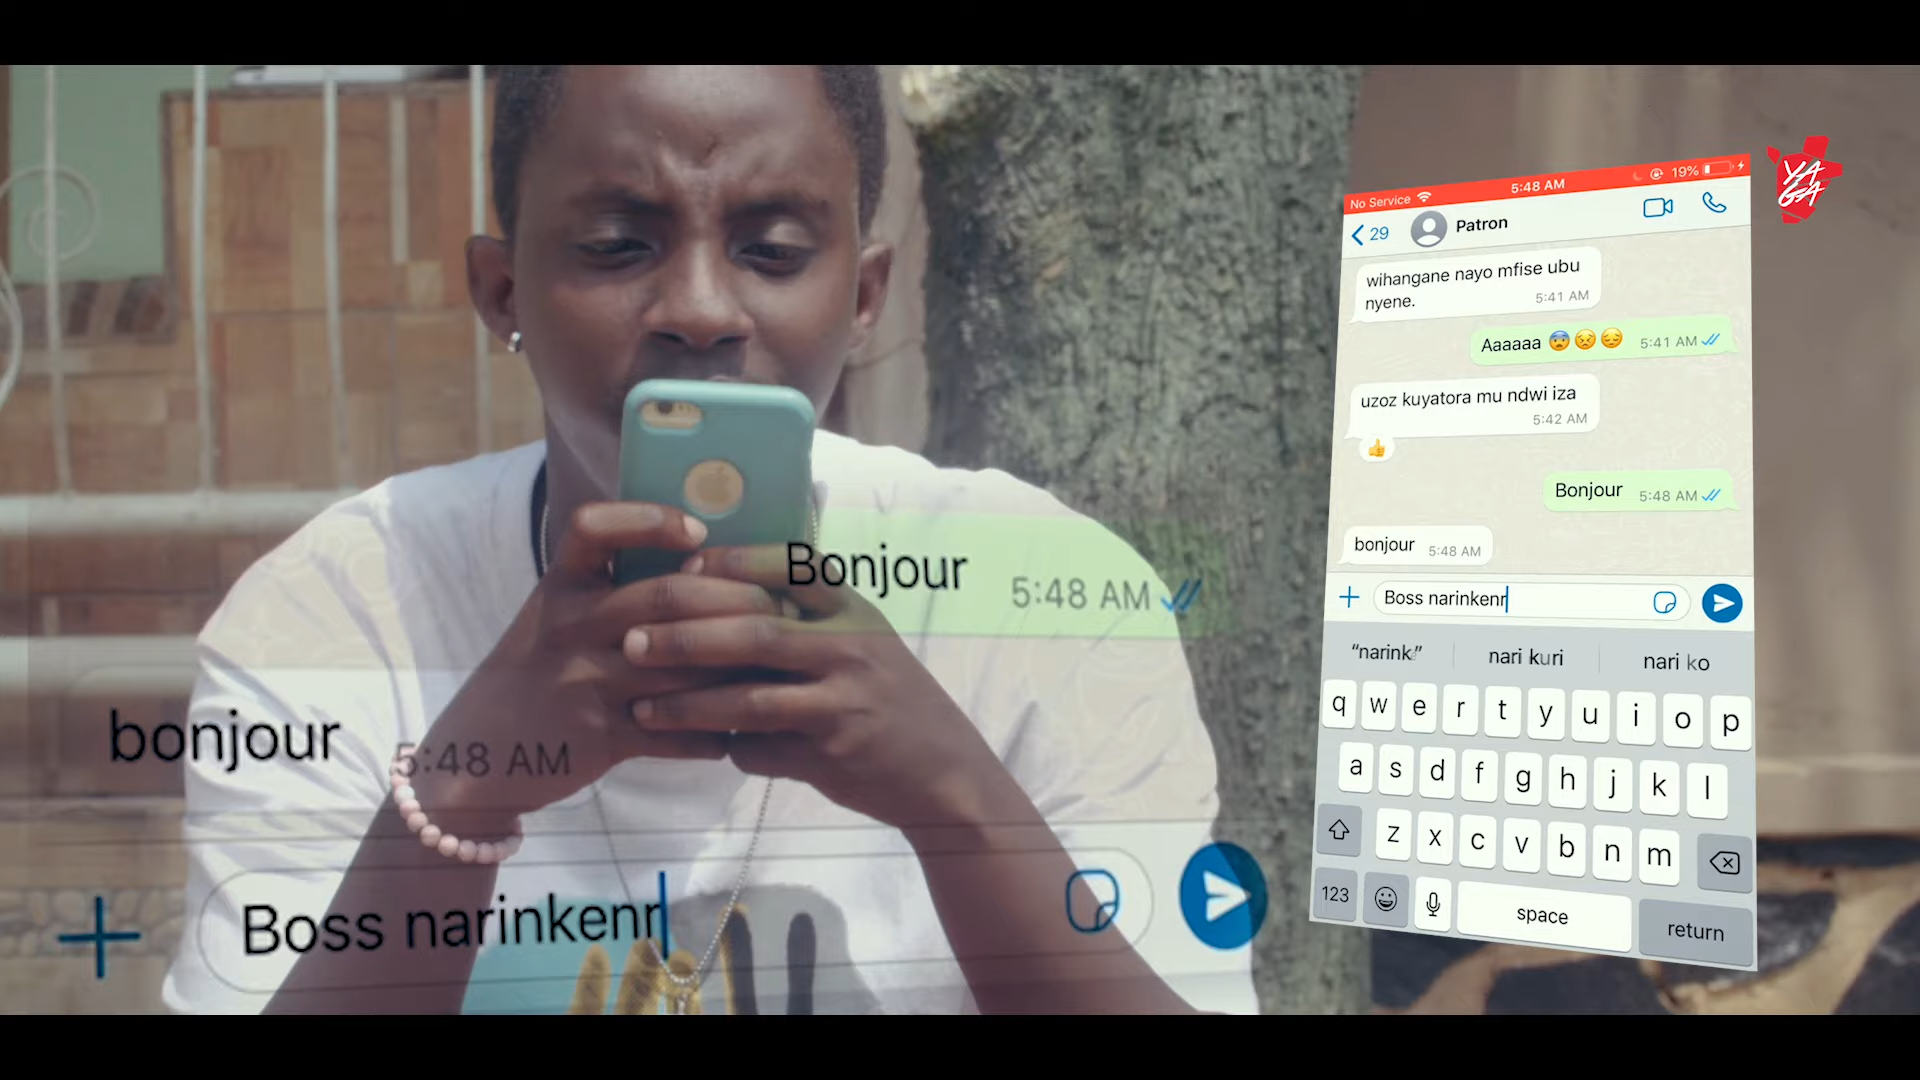 YAGA
No Service 5:48 AM 19%
29 Patron
wihangane nayo mfise ubu
nyene. 5:41 AM
Aaaaaa 😨😣😔 5:41 AM
uzoz kuyatora mu ndwi iza
5:42 AM
👍
Bonjour 5:48 AM
bonjour 5:48 AM
Boss narinkenr
nari kuri nari ko
q w e r t y u i o p
a s d f g h j k l
z x c v b n m
123 space return
Bonjour 5:48 AM
bonjour 5:48 AM
Boss narinkenr